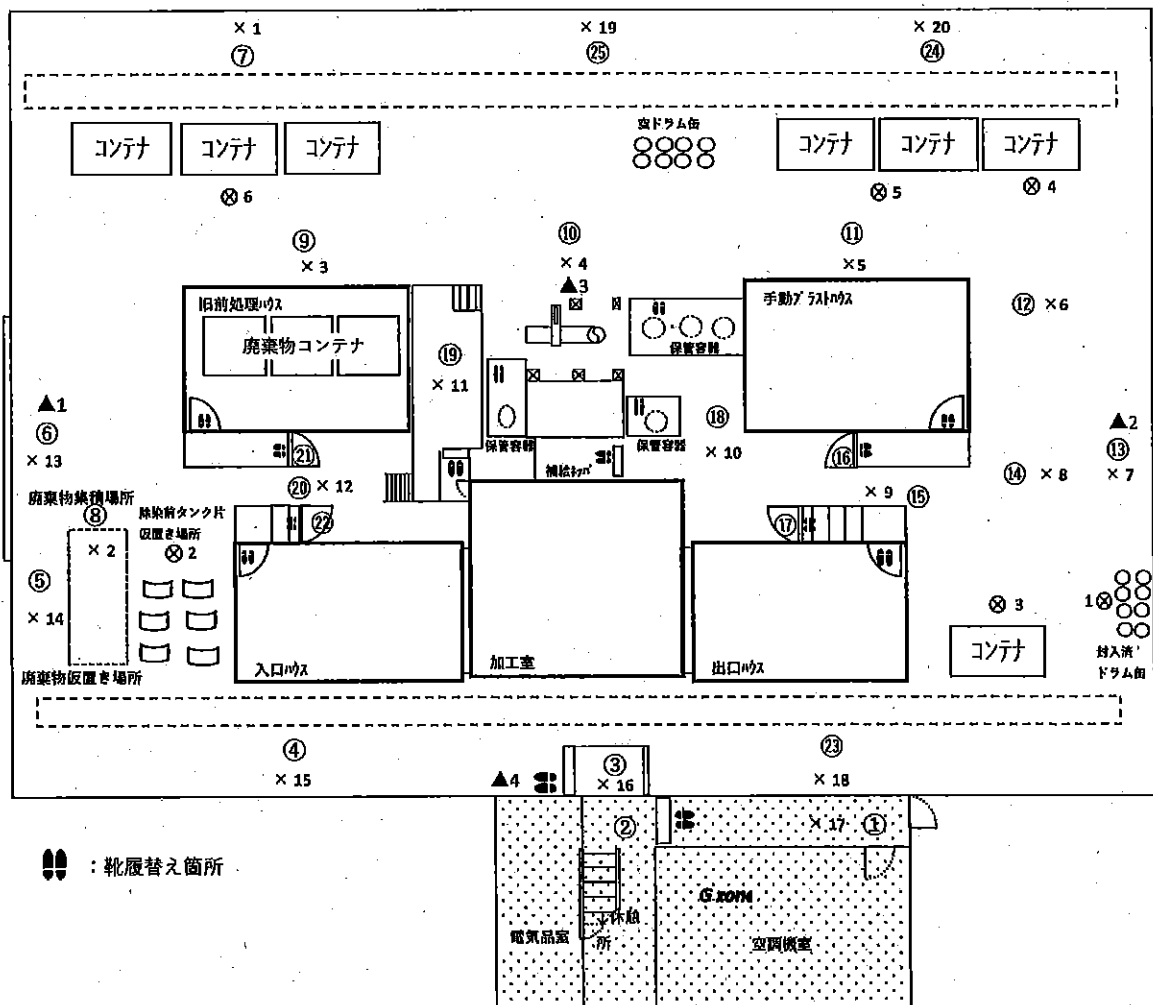 × 1
× 19
× 20
⑦
㉕
㉔
コンテナ
コンテナ
コンテナ
空ドラム缶
コンテナ
コンテナ
コンテナ
⊗ 6
⊗ 5
⊗ 4
⑨
⑩
⑪
× 3
× 4
× 5
▲3
旧前処理ハウス
手動ブラストハウス
⑫ ×6
廃棄物コンテナ
保管容器
⑲
× 11
▲1
⑥
× 13
⑱
× 10
▲2
⑬
× 7
保管容器
保管容器
㉑
⑯
⑭ × 8
⑳ × 12
× 9 ⑮
廃棄物集積場所
⑧
× 2
除染前タンク片
仮置き場所
⊗ 2
㉒
⑰
⑤
× 14
⊗ 3
1⊗
コンテナ
封入済
ドラム缶
入口ハウス
加工室
出口ハウス
廃棄物仮置き場所
④
× 15
③
× 16
㉓
× 18
▲4
②
× 17 ①
：靴履替え箇所
G zone
休憩
所
電気品室
空調機室